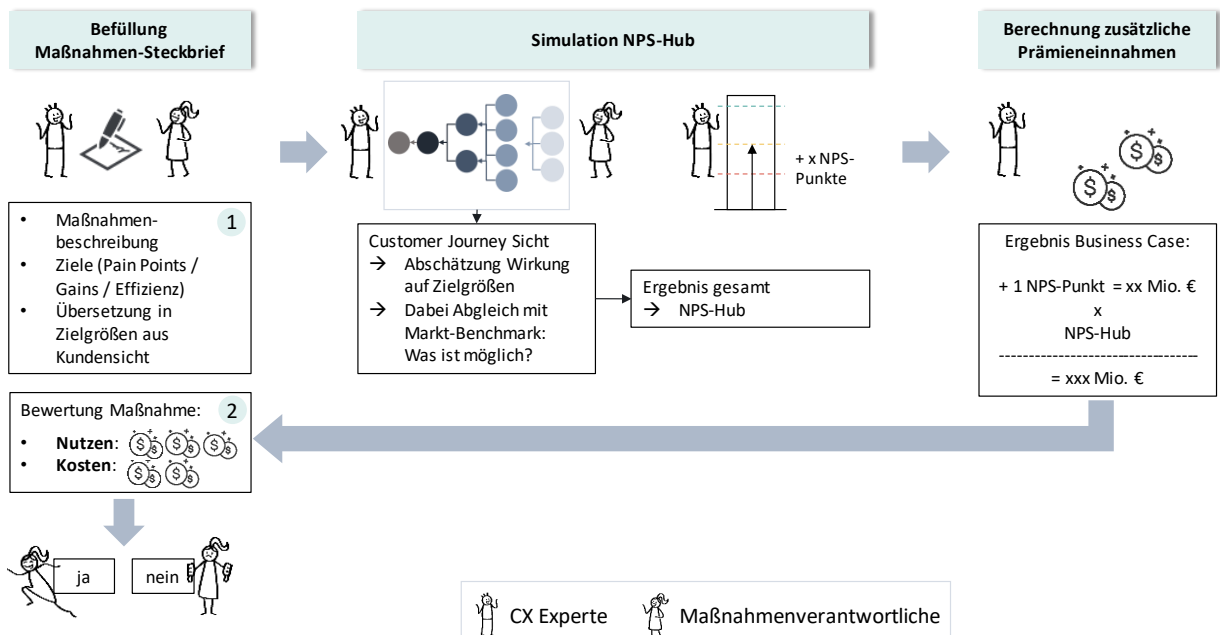 Befüllung
Maßnahmen-Steckbrief
Simulation NPS-Hub
Berechnung zusätzliche
Prämieneinnahmen
+ x NPS-
Punkte
1
• Maßnahmen-
beschreibung
• Ziele (Pain Points /
Gains / Effizienz)
• Übersetzung in
Zielgrößen aus
Kundensicht
Customer Journey Sicht
→ Abschätzung Wirkung
auf Zielgrößen
→ Dabei Abgleich mit
Markt-Benchmark:
Was ist möglich?
Ergebnis gesamt
→ NPS-Hub
Ergebnis Business Case:
+ 1 NPS-Punkt = xx Mio. €
x
NPS-Hub
-----------------------------------
= xxx Mio. €
Bewertung Maßnahme: 2
• Nutzen: $ $ $ $ $ $
• Kosten: $ $ $ $
ja
nein
CX Experte
Maßnahmenverantwortliche